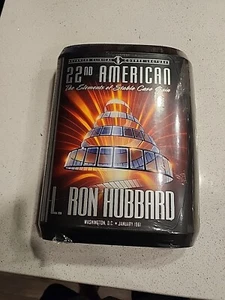 22ND AMERICAN
The Elements of Stable Case Gain
L. RON HUBBARD
WASHINGTON, D.C. • JANUARY 1961